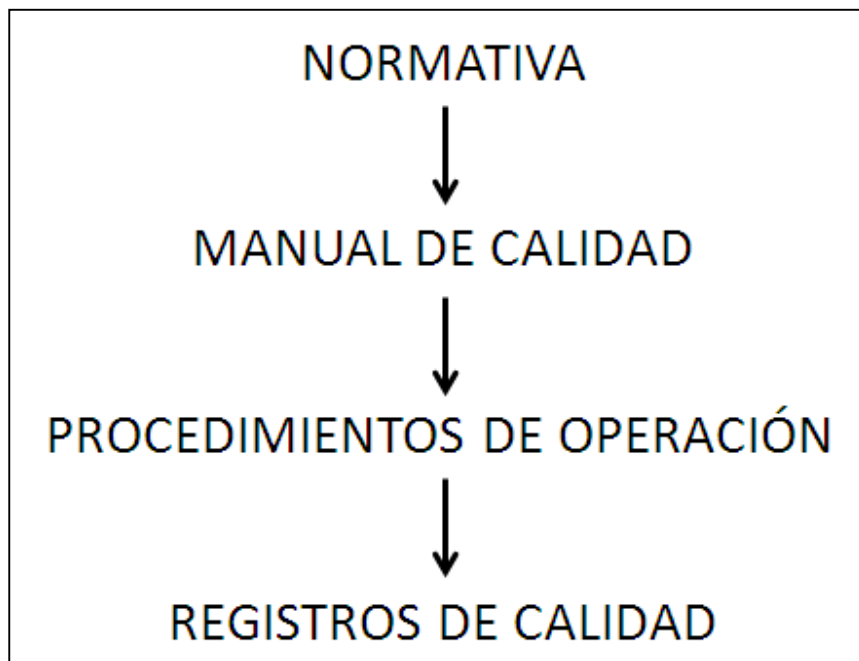 NORMATIVA
MANUAL DE CALIDAD
PROCEDIMIENTOS DE OPERACIÓN
REGISTROS DE CALIDAD